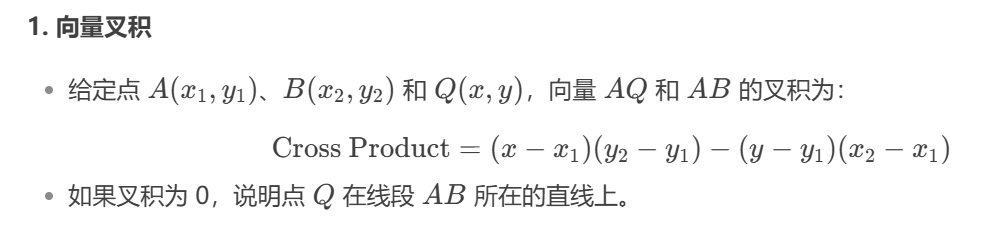 1. 向量叉积
• 给定点 A(x₁, y₁)、B(x₂, y₂) 和 Q(x, y)，向量 AQ 和 AB 的叉积为：
Cross Product = (x − x₁)(y₂ − y₁) − (y − y₁)(x₂ − x₁)
• 如果叉积为 0，说明点 Q 在线段 AB 所在的直线上。